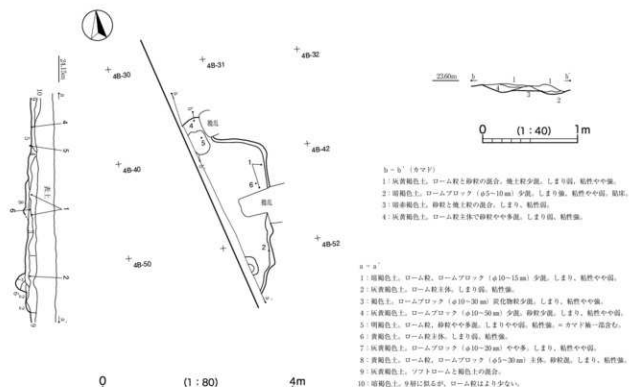 4B-30
4B-31
4B-32
4B-40
4B-42
4B-50
4B-52
撹乱
撹乱
24.15m
表土
a
a'
23.60m
b
b'
0 (1:40) 1m
0 (1:80) 4m
b－b'（カマド）
1：灰黄褐色土。ローム粒と砂粒の混合。焼土粒少混。しまり弱、粘性やや強。
2：暗褐色土。ロームブロック（φ5～10㎜）少混。しまり強、粘性やや弱。貼床。
3：暗赤褐色土。砂粒と焼土粒の混合。しまり、粘性弱。
4：灰黄褐色土。ローム粒主体で砂粒やや多混。しまり弱、粘性強。
a－a'
1：暗褐色土。ローム粒、ロームブロック（φ10～15㎜）少混。しまり、粘性やや弱。
2：灰黄褐色土。ローム粒主体。しまり弱、粘性強。
3：褐色土。ロームブロック（φ10～30㎜）炭化物粒少混。しまり、粘性やや強。
4：灰黄褐色土。ロームブロック（φ10～50㎜）少混。砂粒少混。しまり、粘性やや弱。
5：明褐色土。ローム粒、砂粒やや多混。しまりやや弱、粘性強。＝カマド袖一部含む。
6：黄褐色土。ローム粒主体。しまり弱、粘性強。
7：灰黄褐色土。ロームブロック（φ10～20㎜）やや多。しまり、粘性やや弱。
8：黄褐色土。ローム粒、ロームブロック（φ5～30㎜）主体。砂粒混。しまり、粘性弱。
9：灰黄褐色土。ソフトロームと褐色土の混合。
10：暗褐色土。9層に似るが、ローム粒はより少ない。